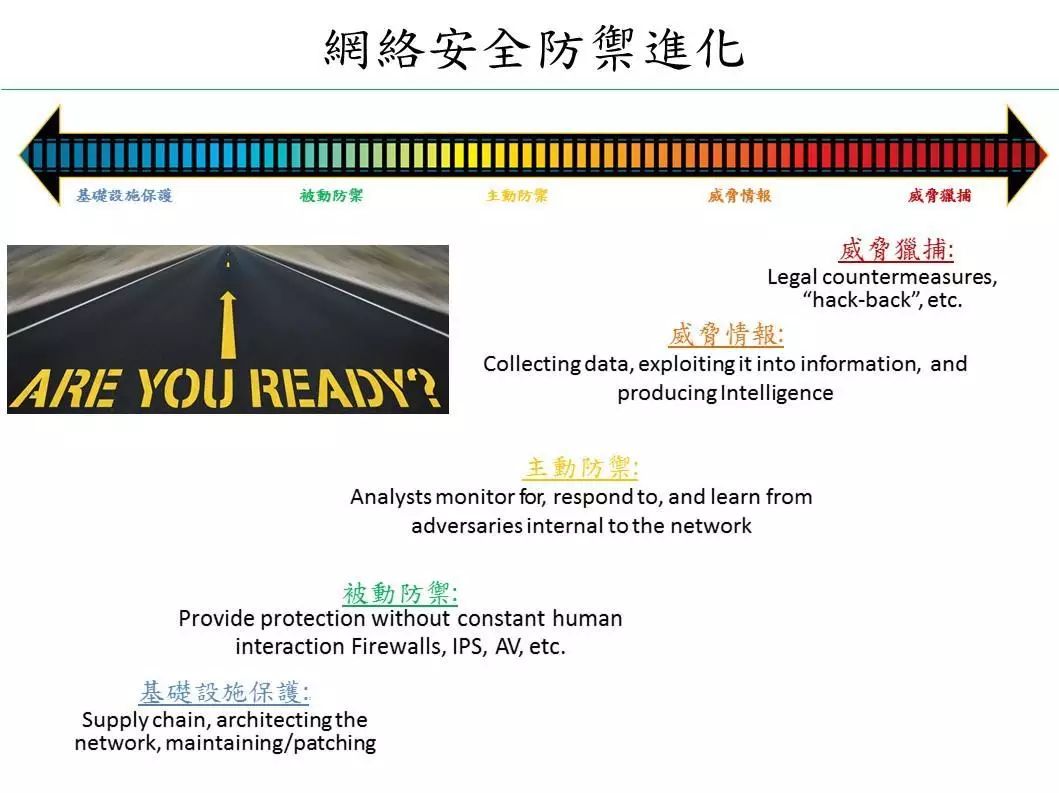 網絡安全防禦進化
基礎設施保護
被動防禦
主動防禦
威脅情報
威脅獵捕
ARE YOU READY?
威脅獵捕:
Legal countermeasures,
“hack-back”, etc.
威脅情報:
Collecting data, exploiting it into information, and
producing Intelligence
主動防禦:
Analysts monitor for, respond to, and learn from
adversaries internal to the network
被動防禦:
Provide protection without constant human
interaction Firewalls, IPS, AV, etc.
基礎設施保護:
Supply chain, architecting the
network, maintaining/patching